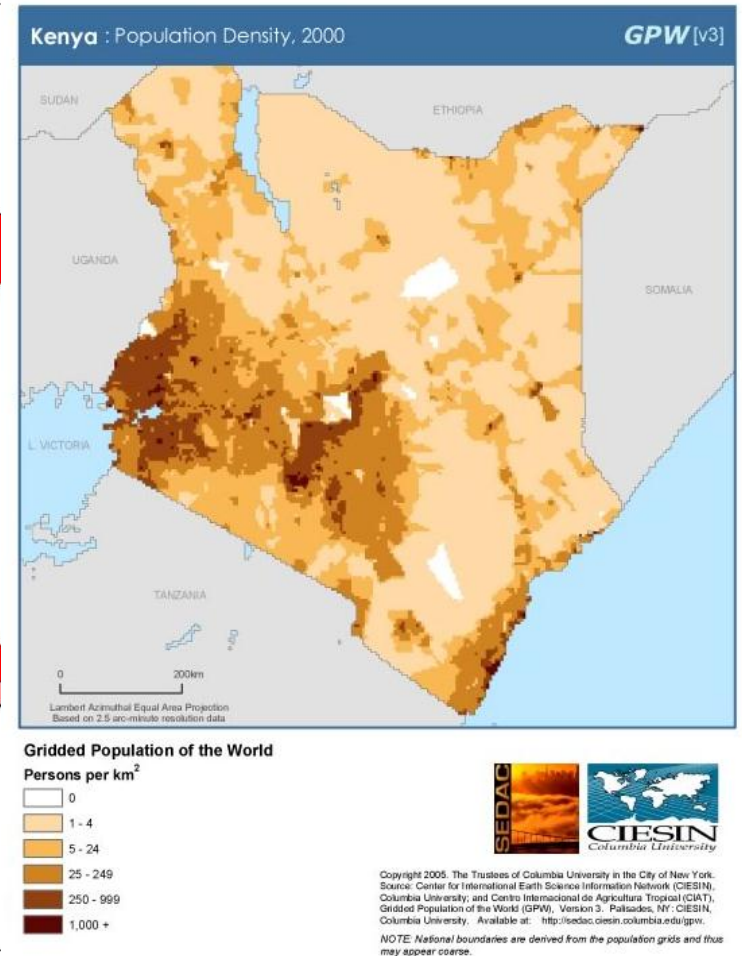 Kenya : Population Density, 2000
GPW [v3]
SUDAN
ETHIOPIA
UGANDA
SOMALIA
L. VICTORIA
TANZANIA
0 200km
Lambert Azimuthal Equal Area Projection
Based on 2.5 arc-minute resolution data
Gridded Population of the World
Persons per km2
0
1 - 4
5 - 24
25 - 249
250 - 999
1,000 +
SEDAC
CIESIN
Columbia University
Copyright 2005. The Trustees of Columbia University in the City of New York.
Source: Center for International Earth Science Information Network (CIESIN),
Columbia University; and Centro Internacional de Agricultura Tropical (CIAT),
Gridded Population of the World (GPW), Version 3. Palisades, NY: CIESIN,
Columbia University. Available at: http://sedac.ciesin.columbia.edu/gpw.
NOTE: National boundaries are derived from the population grids and thus
may appear coarse.